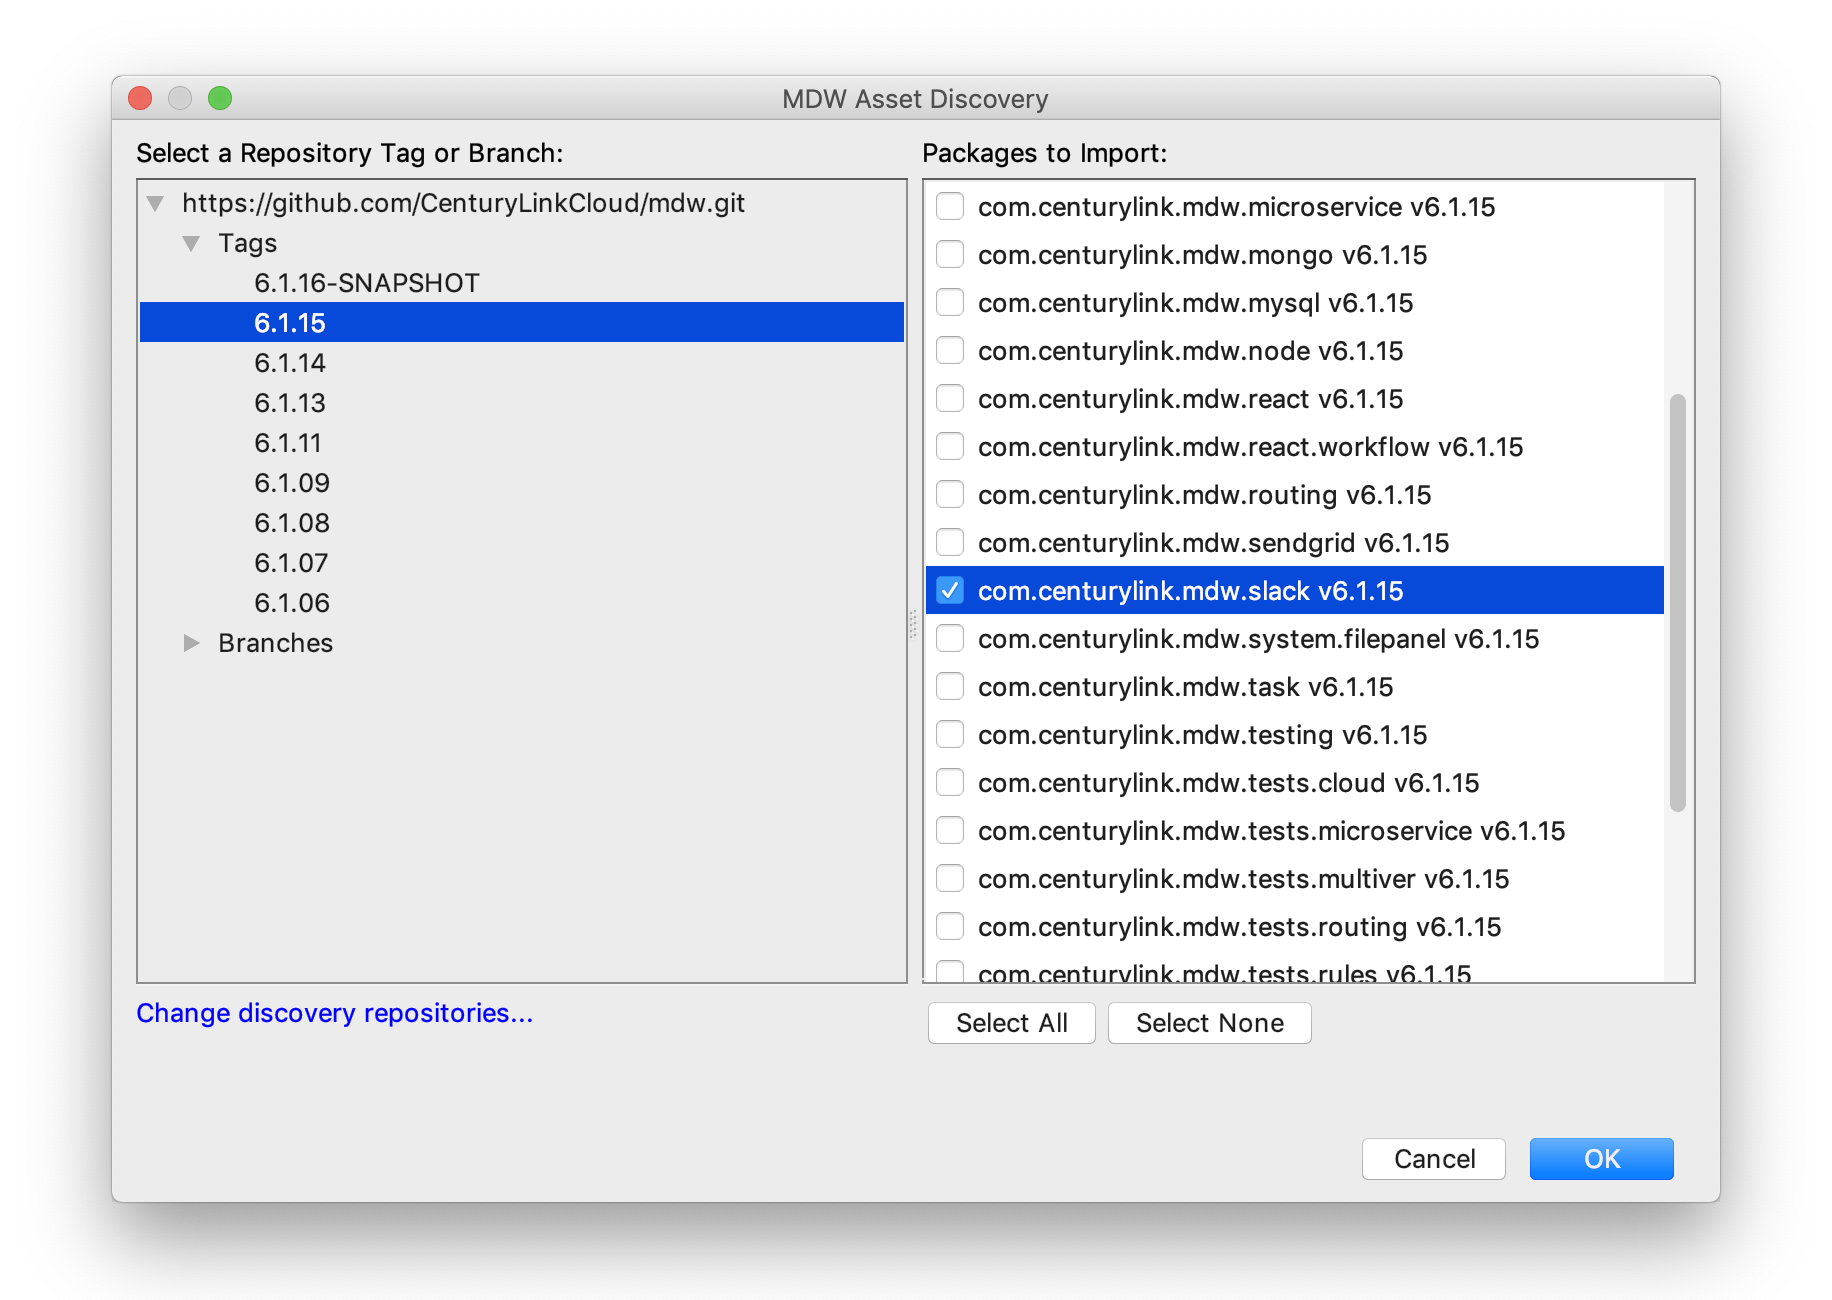 MDW Asset Discovery
Select a Repository Tag or Branch:
https://github.com/CenturyLinkCloud/mdw.git
Tags
6.1.16-SNAPSHOT
6.1.15
6.1.14
6.1.13
6.1.11
6.1.09
6.1.08
6.1.07
6.1.06
Branches
Change discovery repositories...
Packages to Import:
com.centurylink.mdw.microservice v6.1.15
com.centurylink.mdw.mongo v6.1.15
com.centurylink.mdw.mysql v6.1.15
com.centurylink.mdw.node v6.1.15
com.centurylink.mdw.react v6.1.15
com.centurylink.mdw.react.workflow v6.1.15
com.centurylink.mdw.routing v6.1.15
com.centurylink.mdw.sendgrid v6.1.15
com.centurylink.mdw.slack v6.1.15
com.centurylink.mdw.system.filepanel v6.1.15
com.centurylink.mdw.task v6.1.15
com.centurylink.mdw.testing v6.1.15
com.centurylink.mdw.tests.cloud v6.1.15
com.centurylink.mdw.tests.microservice v6.1.15
com.centurylink.mdw.tests.multiver v6.1.15
com.centurylink.mdw.tests.routing v6.1.15
com.centurylink.mdw.tests.rules v6.1.15
Select All
Select None
Cancel
OK